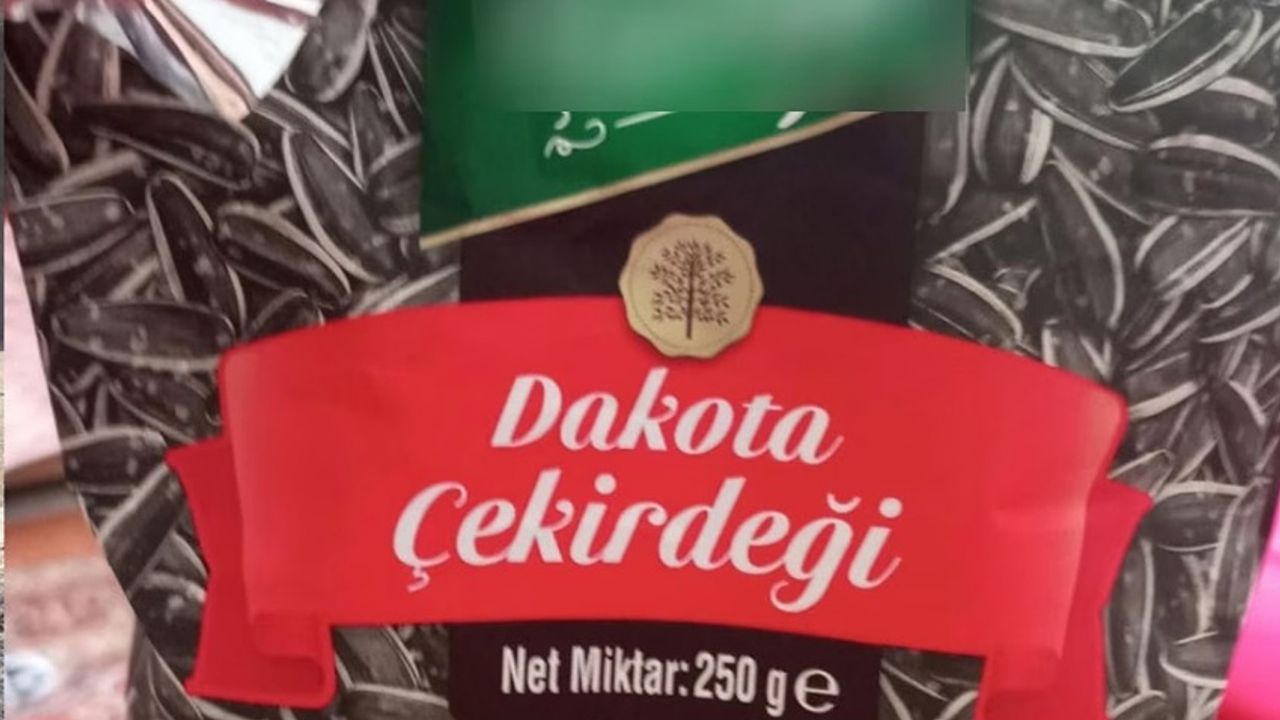 Dakota
Çekirdeği
Net Miktar: 250 g ℮